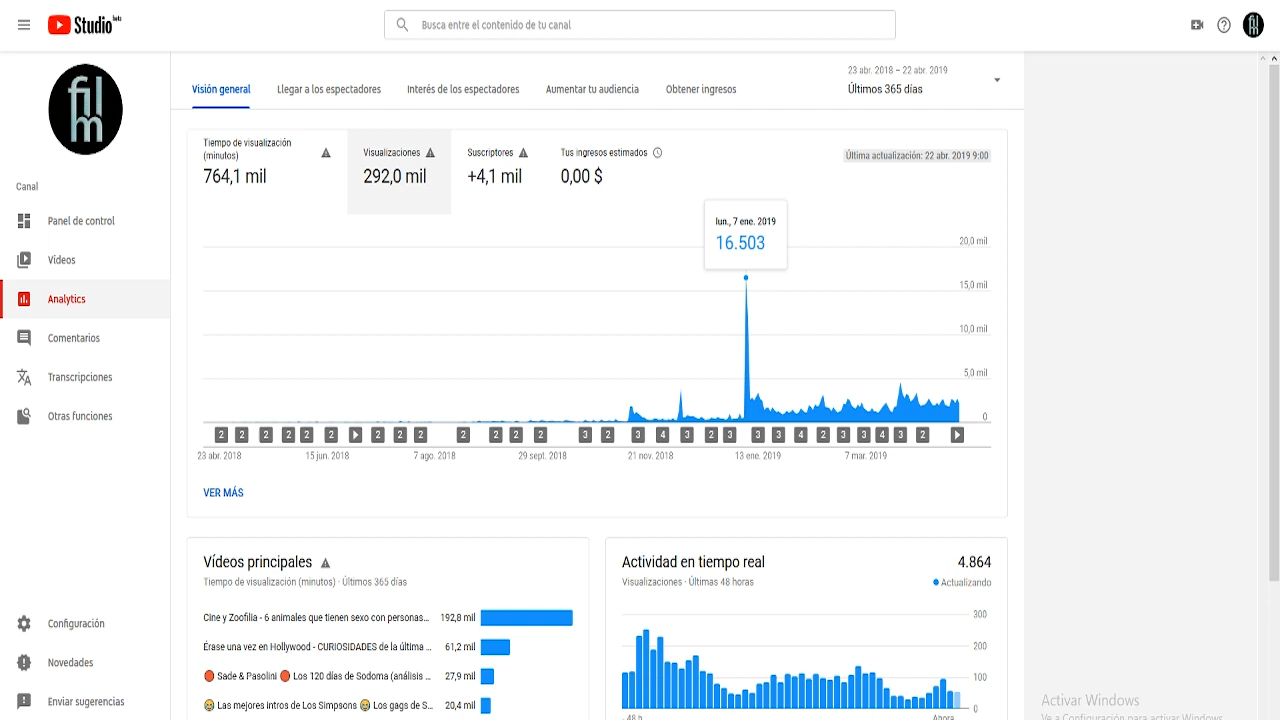 Studio beta
Busca entre el contenido de tu canal
film
Canal
Panel de control
Vídeos
Analytics
Comentarios
Transcripciones
Otras funciones
Configuración
Novedades
Enviar sugerencias
Visión general
Llegar a los espectadores
Interés de los espectadores
Aumentar tu audiencia
Obtener ingresos
23 abr. 2018 – 22 abr. 2019
Últimos 365 días
Tiempo de visualización
(minutos)
764,1 mil
Visualizaciones
292,0 mil
Suscriptores
+4,1 mil
Tus ingresos estimados
0,00 $
Última actualización: 22 abr. 2019 9:00
lun., 7 ene. 2019
16.503
20,0 mil
15,0 mil
10,0 mil
5,0 mil
0
2 2 2 2 2 2 2 2 2 2 2 2 2 3 2 3 4 3 2 3 3 3 4 2 3 3 4 3 2
23 abr. 2018 15 jun. 2018 7 ago. 2018 29 sept. 2018 21 nov. 2018 13 ene. 2019 7 mar. 2019
VER MÁS
Vídeos principales
Tiempo de visualización (minutos) · Últimos 365 días
Cine y Zoofilia - 6 animales que tienen sexo con personas... 192,8 mil
Érase una vez en Hollywood - CURIOSIDADES de la última ... 61,2 mil
🔴 Sade & Pasolini 🔴 Los 120 días de Sodoma (análisis ... 27,9 mil
Las mejores intros de Los Simpsons Los gags de S... 20,4 mil
Actividad en tiempo real
4.864
Visualizaciones · Últimas 48 horas
Actualizando
300
200
100
0
- 48 h
Ahora
Activar Windows
Ve a Configuración para activar Windows.